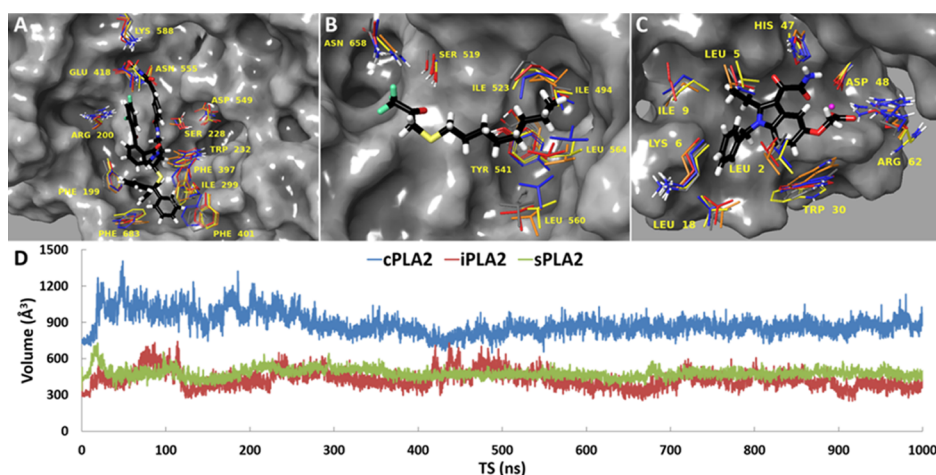 A
LYS 588
GLU 418
ASN 555
ASP 549
ARG 200
SER 228
TRP 232
PHE 397
PHE 199
ILE 299
PHE 683
PHE 401
B
ASN 658
SER 519
ILE 523
ILE 494
LEU 564
TYR 541
LEU 560
C
HIS 47
LEU 5
ASP 48
ILE 9
LYS 6
ARG 62
LEU 2
TRP 30
LEU 18
D
cPLA2 iPLA2 sPLA2
Volume (Å³)
1500
1200
900
600
300
0
0 100 200 300 400 500 600 700 800 900 1000
TS (ns)